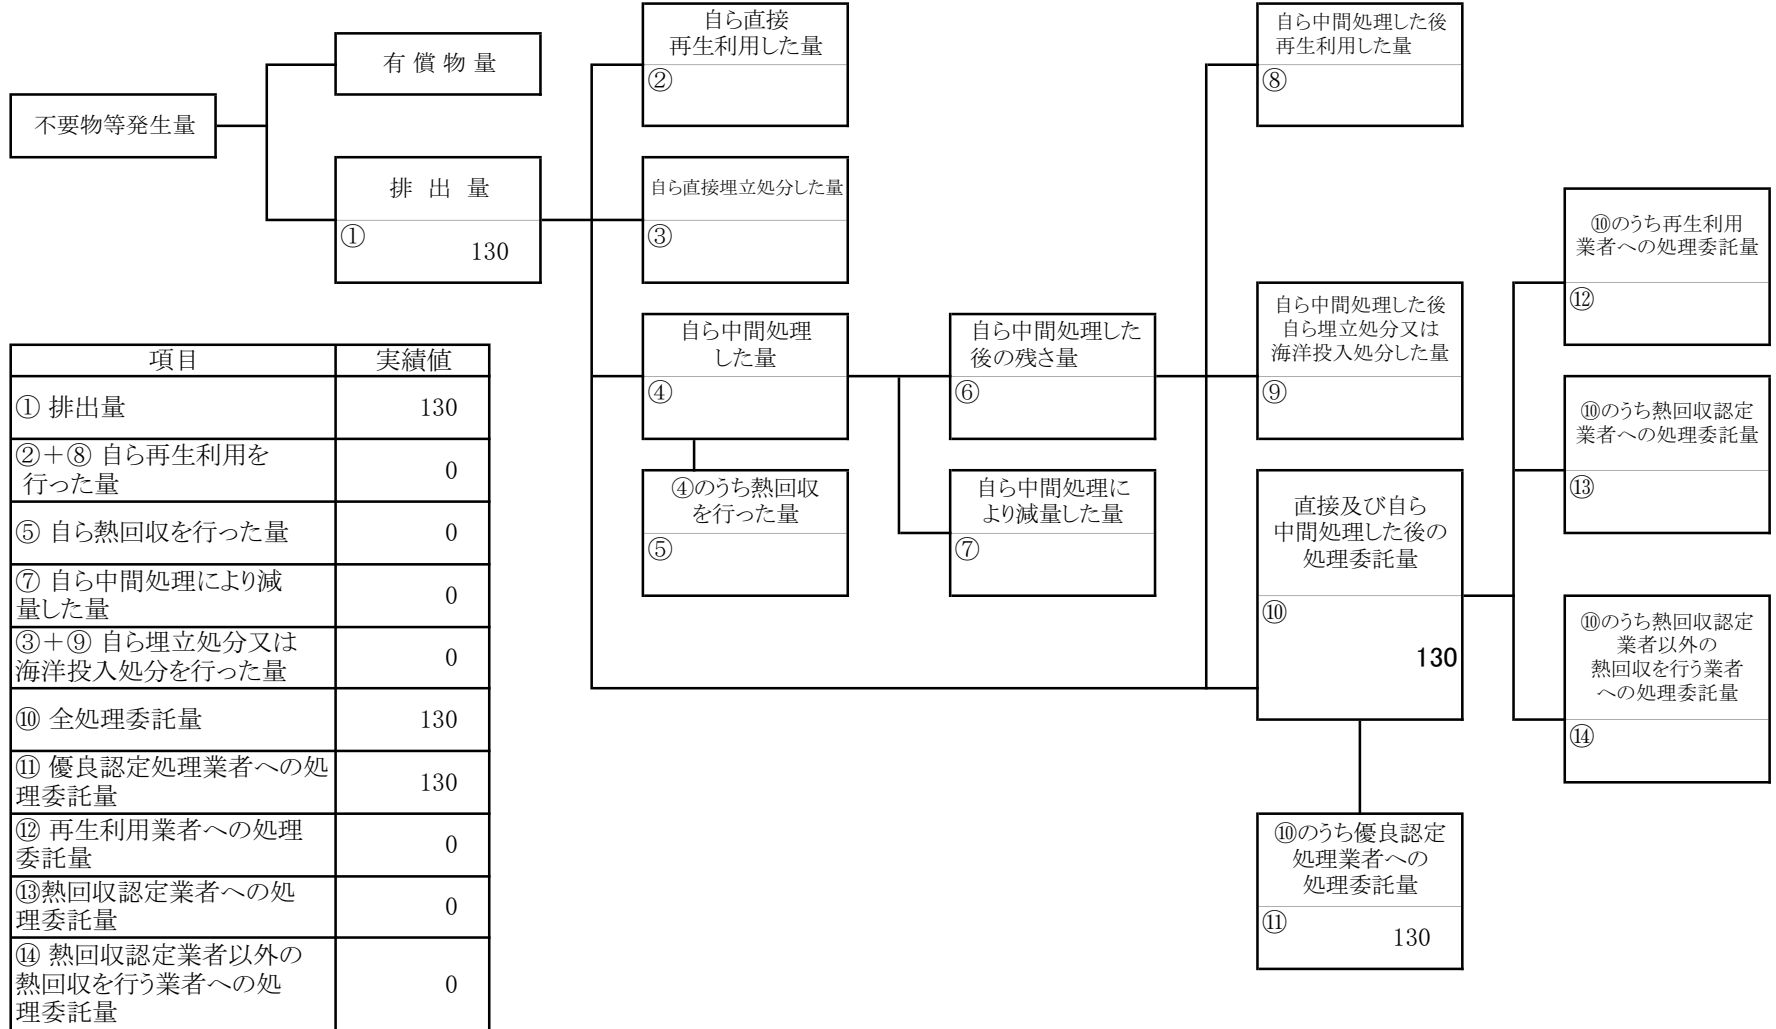 不要物等発生量
有 償 物 量
排 出 量
①
130
自ら直接
再生利用した量
②
自ら直接埋立処分した量
③
自ら中間処理
した量
④
④のうち熱回収
を行った量
⑤
自ら中間処理した
後の残さ量
⑥
自ら中間処理に
より減量した量
⑦
自ら中間処理した後
再生利用した量
⑧
自ら中間処理した後
自ら埋立処分又は
海洋投入処分した量
⑨
直接及び自ら
中間処理した後の
処理委託量
⑩
130
⑩のうち優良認定
処理業者への
処理委託量
⑪
130
⑩のうち再生利用
業者への処理委託量
⑫
⑩のうち熱回収認定
業者への処理委託量
⑬
⑩のうち熱回収認定
業者以外の
熱回収を行う業者
への処理委託量
⑭
項目 実績値
① 排出量 130
②＋⑧ 自ら再生利用を
行った量 0
⑤ 自ら熱回収を行った量 0
⑦ 自ら中間処理により減
量した量 0
③＋⑨ 自ら埋立処分又は
海洋投入処分を行った量 0
⑩ 全処理委託量 130
⑪ 優良認定処理業者への処
理委託量 130
⑫ 再生利用業者への処理
委託量 0
⑬熱回収認定業者への処
理委託量 0
⑭ 熱回収認定業者以外の
熱回収を行う業者への処
理委託量 0